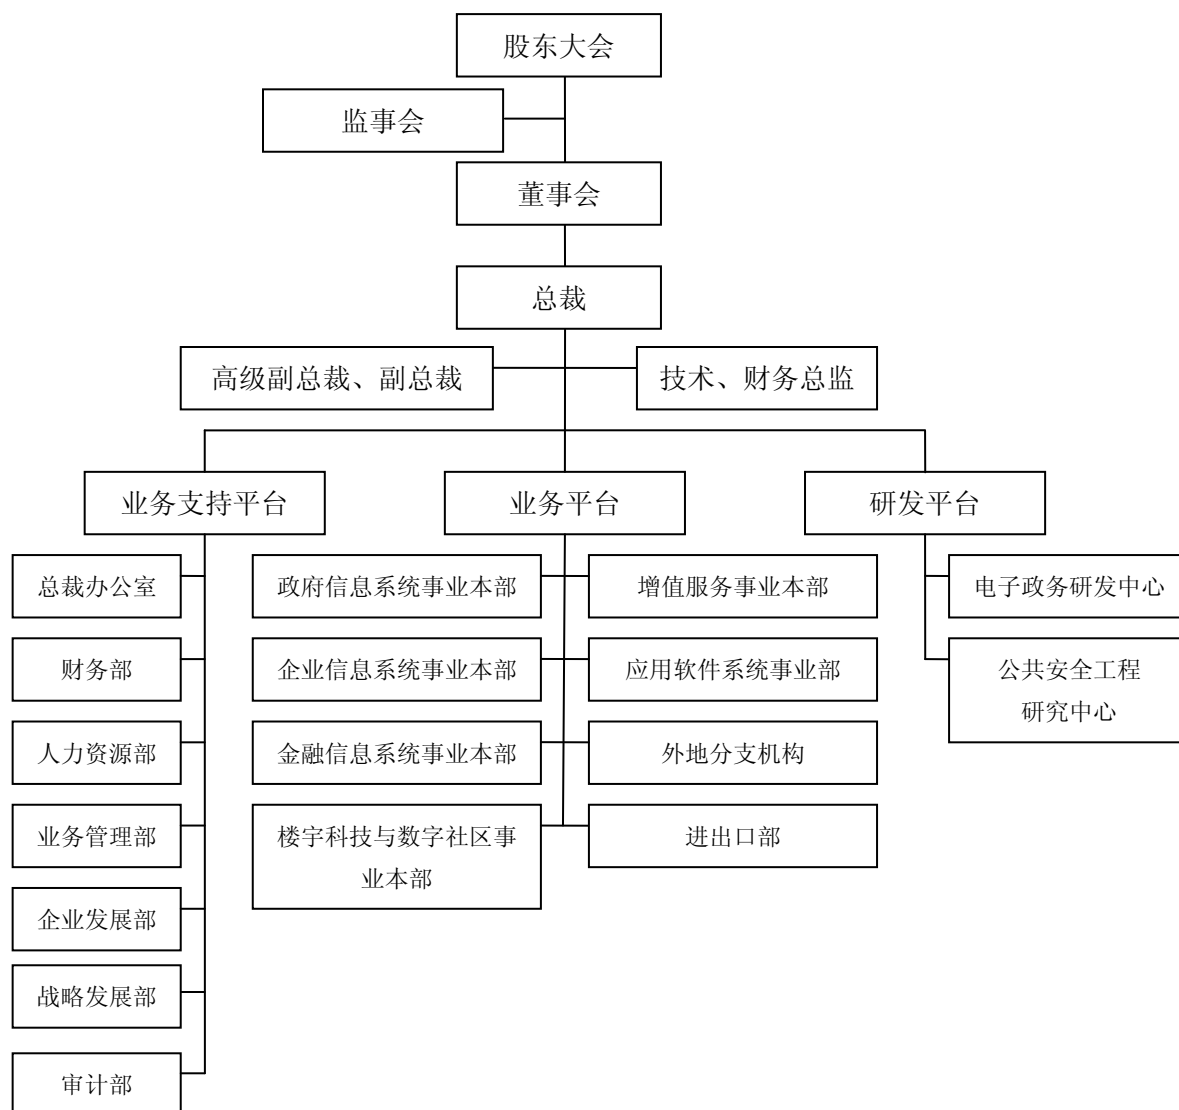 股东大会
监事会
董事会
总裁
高级副总裁、副总裁
技术、财务总监
业务支持平台
业务平台
研发平台
总裁办公室
政府信息系统事业本部
增值服务事业本部
电子政务研发中心
财务部
企业信息系统事业本部
应用软件系统事业部
公共安全工程
研究中心
人力资源部
金融信息系统事业本部
外地分支机构
业务管理部
楼宇科技与数字社区事
业本部
进出口部
企业发展部
战略发展部
审计部